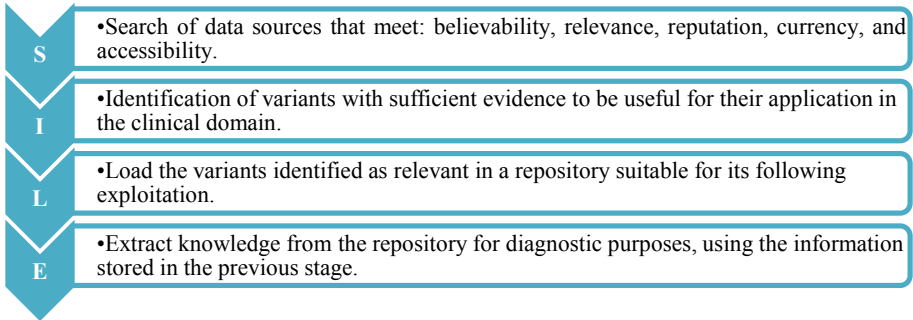 S
•Search of data sources that meet: believability, relevance, reputation, currency, and
accessibility.
I
•Identification of variants with sufficient evidence to be useful for their application in
the clinical domain.
L
•Load the variants identified as relevant in a repository suitable for its following
exploitation.
E
•Extract knowledge from the repository for diagnostic purposes, using the information
stored in the previous stage.